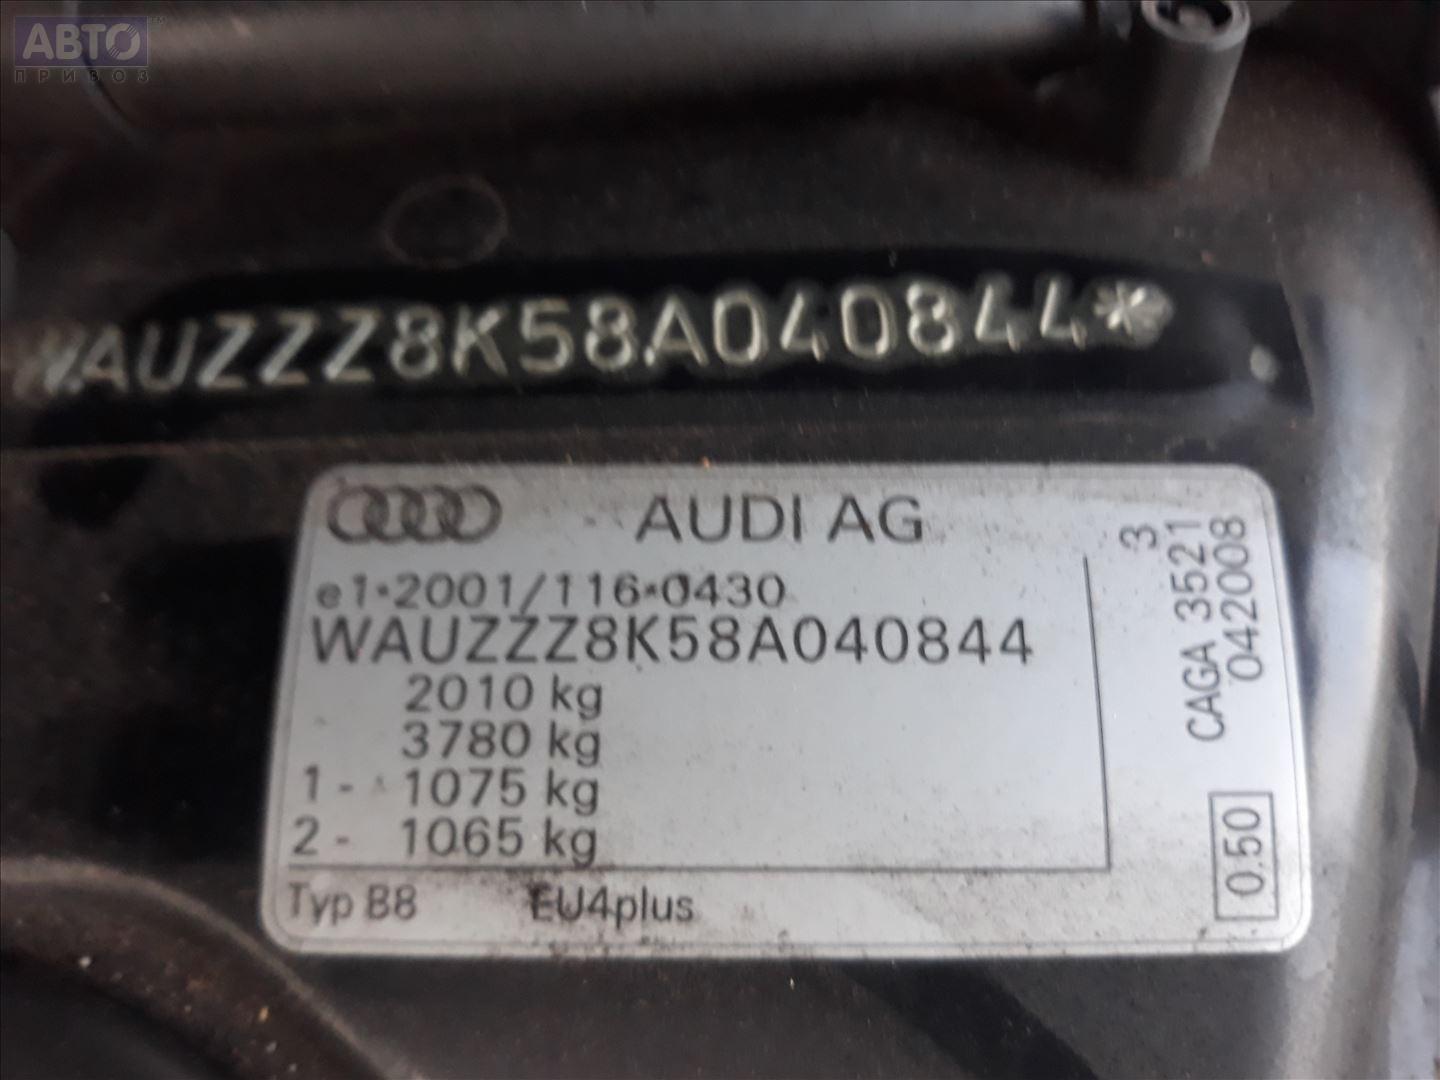 АВТО™
ПРИВОЗ
WAUZZZ8K58A040844*
AUDI AG
e1*2001/116*0430
WAUZZZ8K58A040844
2010 kg
3780 kg
1- 1075 kg
2- 1065 kg
Typ B8 EU4plus
3
CAGA 3521
042008
0.50